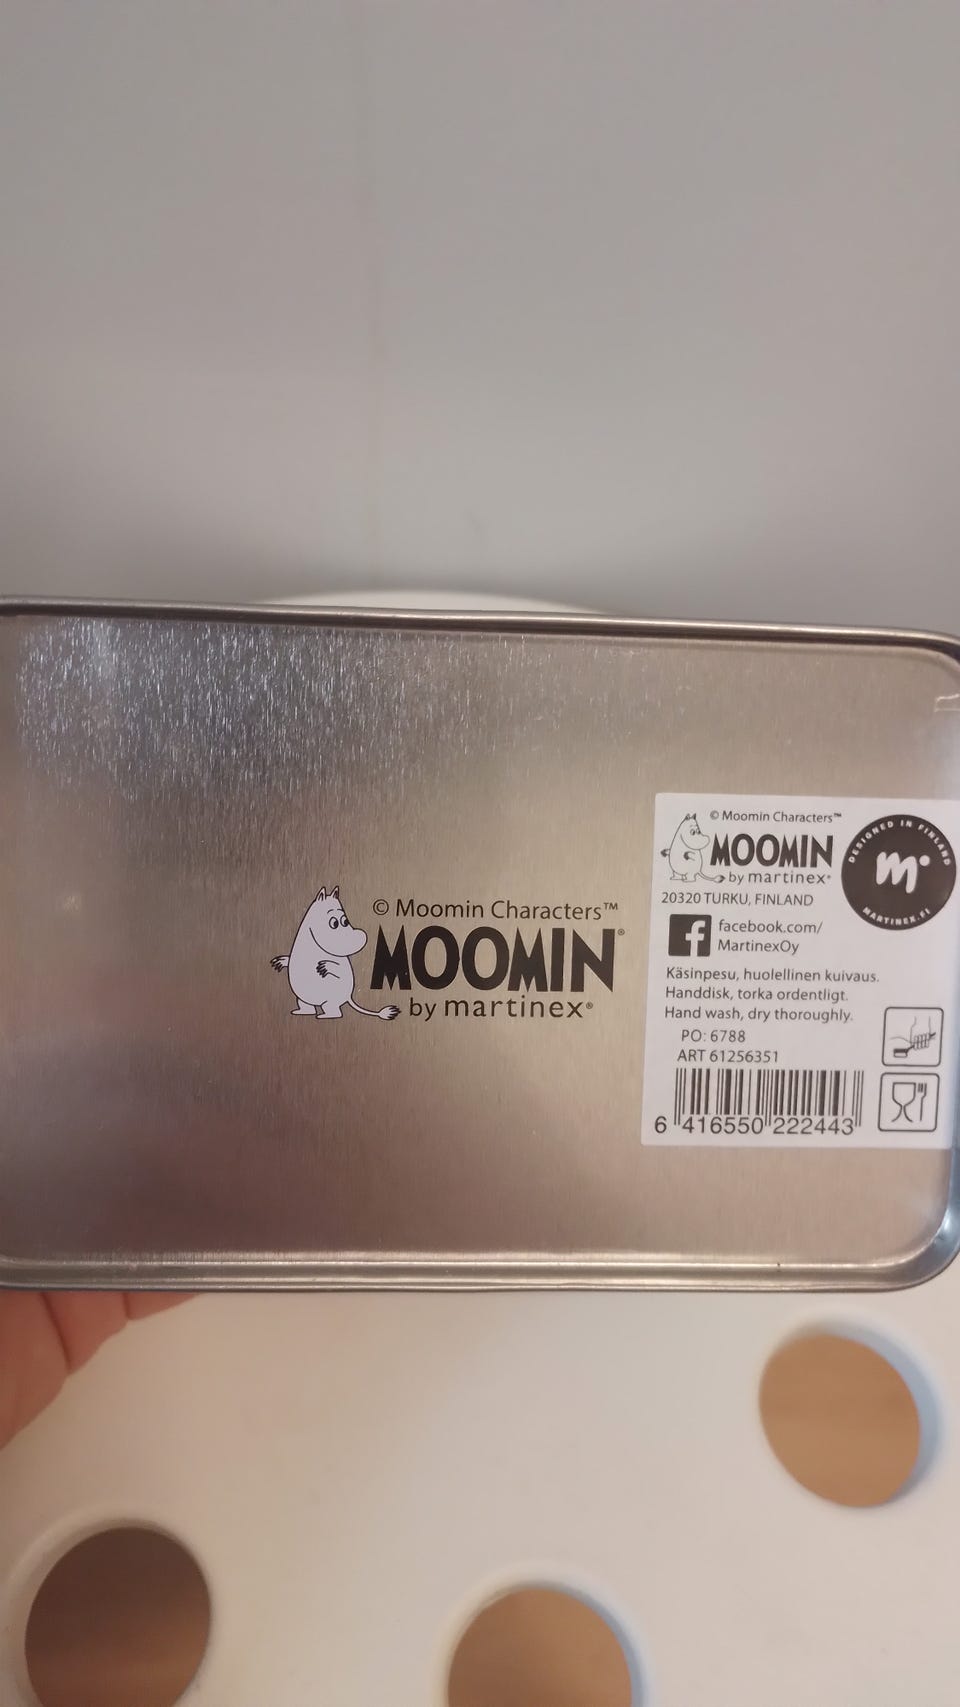 © Moomin Characters™
MOOMIN®
by martinex®
© Moomin Characters™
MOOMIN
by martinex®
20320 TURKU, FINLAND
facebook.com/
MartinexOy
Käsinpesu, huolellinen kuivaus.
Handdisk, torka ordentligt.
Hand wash, dry thoroughly.
PO: 6788
ART 61256351
6 416550 222443
DESIGNED IN FINLAND
m
MARTINEX.FI